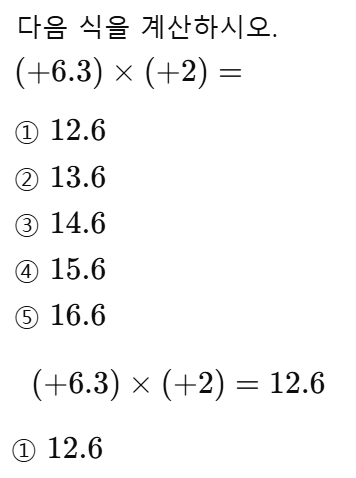 다음 식을 계산하시오.
(+6.3) × (+2) =
① 12.6
② 13.6
③ 14.6
④ 15.6
⑤ 16.6
(+6.3) × (+2) = 12.6
① 12.6